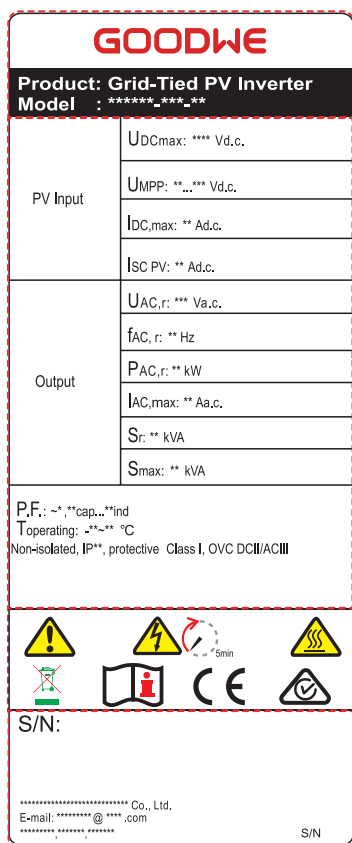 GOODWE
Product: Grid-Tied PV Inverter
Model : ******-***-**
PV Input
UDCmax: **** Vd.c.
UMPP: **...*** Vd.c.
IDC,max: ** Ad.c.
ISC PV: ** Ad.c.
Output
UAC,r: *** Va.c.
fAC, r: ** Hz
PAC,r: ** kW
IAC,max: ** Aa.c.
Sr: ** kVA
Smax: ** kVA
P.F.: ~*,**cap...**ind
Toperating: -**~** °C
Non-isolated, IP**, protective Class I, OVC DCII/ACIII
5min
CE
S/N:
*************************** Co., Ltd.
E-mail: ********* @ **** .com
*********,*******,*******
S/N